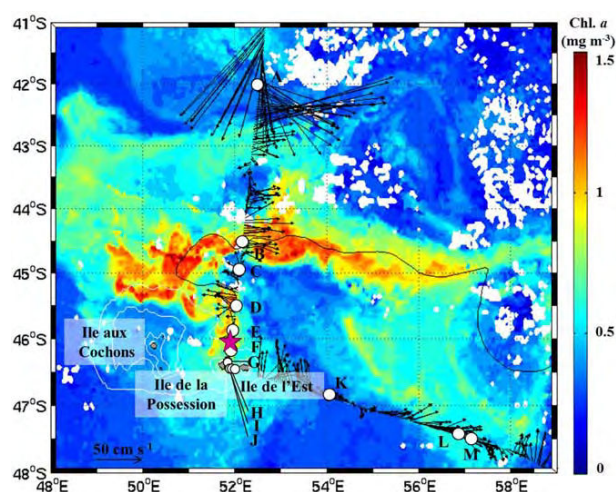 Chl. a
(mg m-3)
1.5
1
0.5
0
41°S
42°S
43°S
44°S
45°S
46°S
47°S
48°S
A
B
C
D
E
F
G
H
I
J
K
L
M
Ile aux
Cochons
Ile de la
Possession
Ile de l'Est
50 cm s-1
48°E
50°E
52°E
54°E
56°E
58°E